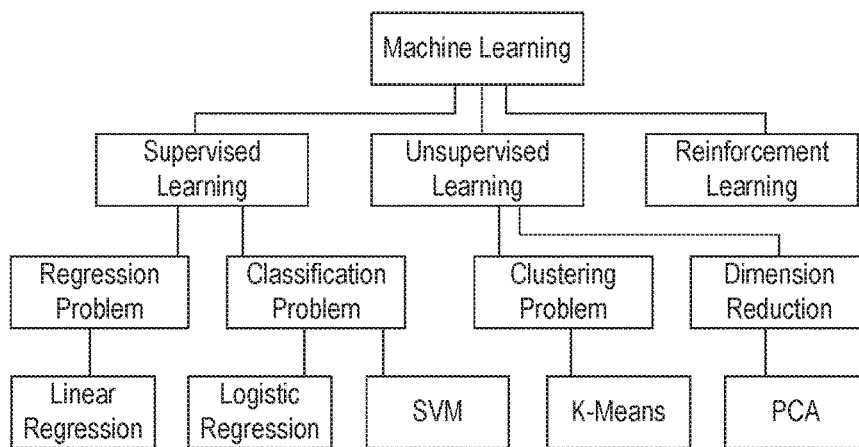 Machine Learning
Supervised
Learning
Unsupervised
Learning
Reinforcement
Learning
Regression
Problem
Classification
Problem
Clustering
Problem
Dimension
Reduction
Linear
Regression
Logistic
Regression
SVM
K-Means
PCA